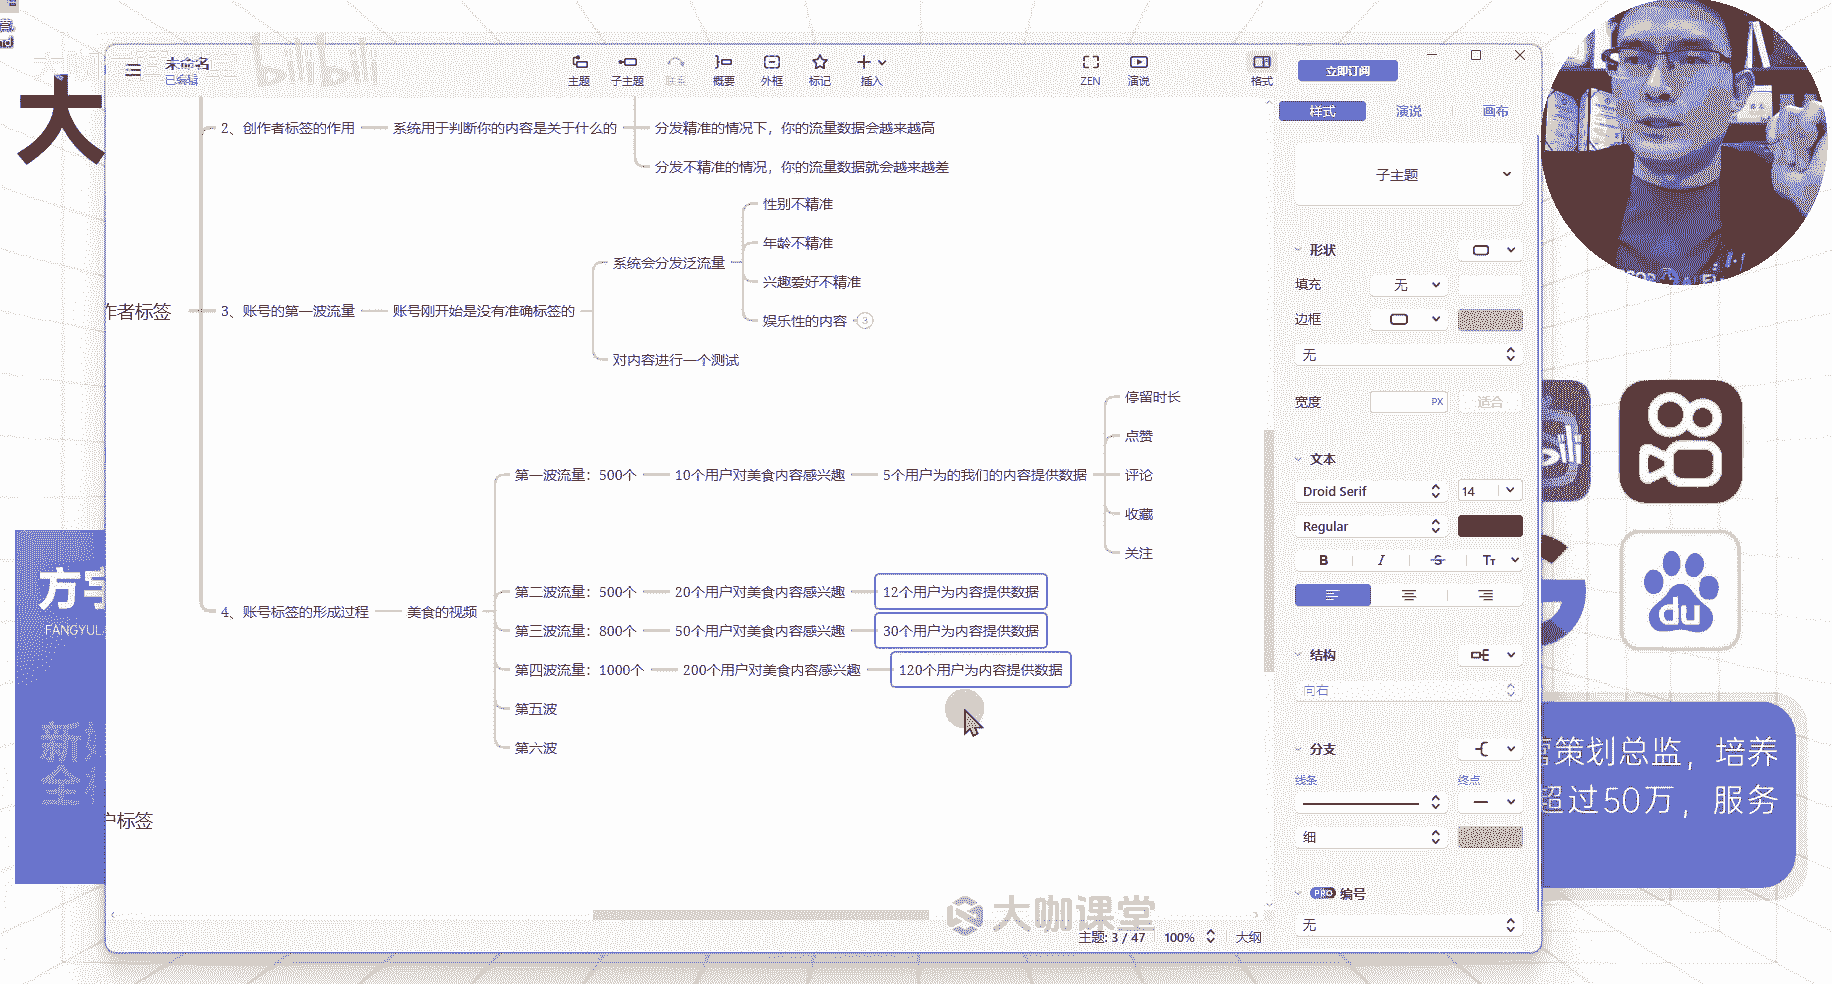 大
bilibili
未命名
已编辑
主题
子主题
联系
概要
外框
标记
插入
ZEN
演说
格式
立即订阅
样式
演说
画布
子主题
形状
填充
无
边框
无
宽度
PX
适合
文本
Droid Serif
14
Regular
B
I
S
Tт
结构
向右
分支
线条
终点
细
PRO
编号
无
2、创作者标签的作用
系统用于判断你的内容是关于什么的
分发精准的情况下，你的流量数据会越来越高
分发不精准的情况，你的流量数据就会越来越差
作者标签
3、账号的第一波流量
账号刚开始是没有准确标签的
系统会分发泛流量
性别不精准
年龄不精准
兴趣爱好不精准
娱乐性的内容
3
对内容进行一个测试
4、账号标签的形成过程
美食的视频
第一波流量：500个
10个用户对美食内容感兴趣
5个用户为的我们的内容提供数据
停留时长
点赞
评论
收藏
关注
第二波流量：500个
20个用户对美食内容感兴趣
12个用户为内容提供数据
第三波流量：800个
50个用户对美食内容感兴趣
30个用户为内容提供数据
第四波流量：1000个
200个用户对美食内容感兴趣
120个用户为内容提供数据
第五波
第六波
户标签
方宇
FANGYUL
新
全
du
营策划总监，培养
超过50万，服务
大咖课堂
主题: 3 / 47
100%
大纲